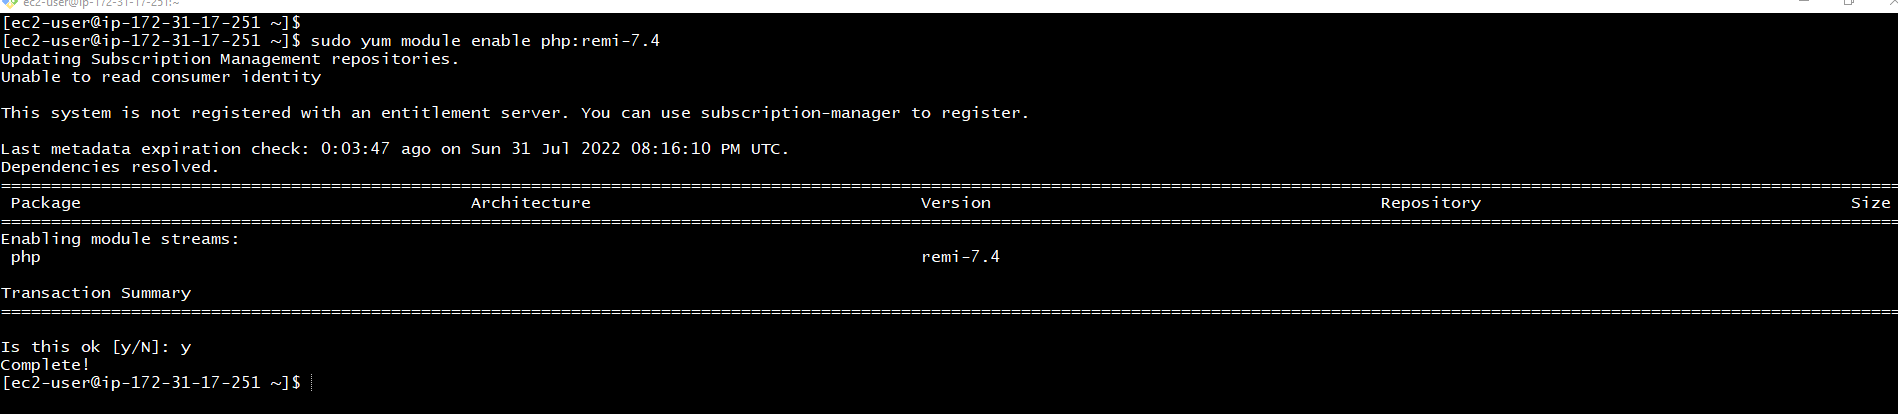 ec2-user@ip-172-31-17-251:~
[ec2-user@ip-172-31-17-251 ~]$
[ec2-user@ip-172-31-17-251 ~]$ sudo yum module enable php:remi-7.4
Updating Subscription Management repositories.
Unable to read consumer identity
This system is not registered with an entitlement server. You can use subscription-manager to register.
Last metadata expiration check: 0:03:47 ago on Sun 31 Jul 2022 08:16:10 PM UTC.
Dependencies resolved.
Package Architecture Version Repository Size
Enabling module streams:
php remi-7.4
Transaction Summary
Is this ok [y/N]: y
Complete!
[ec2-user@ip-172-31-17-251 ~]$